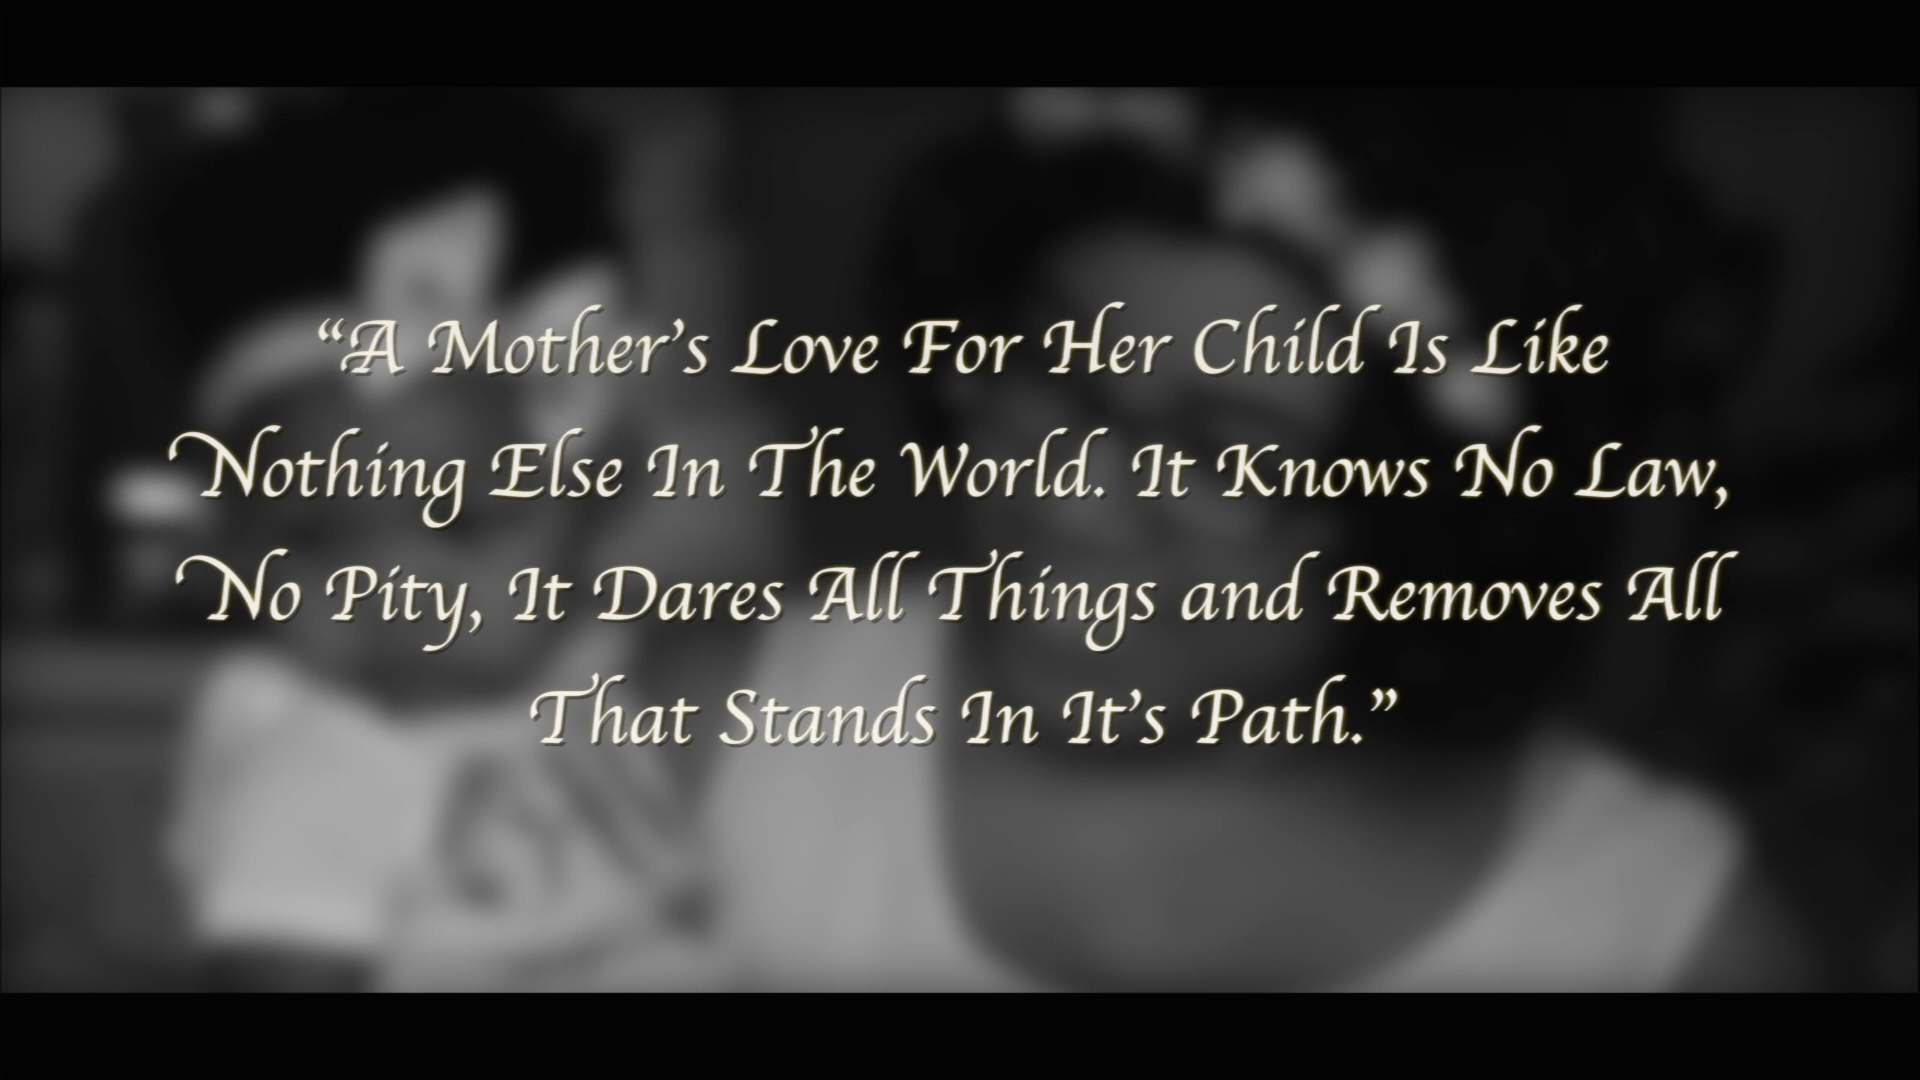 “A Mother’s Love For Her Child Is Like
Nothing Else In The World. It Knows No Law,
No Pity, It Dares All Things and Removes All
That Stands In It’s Path.”